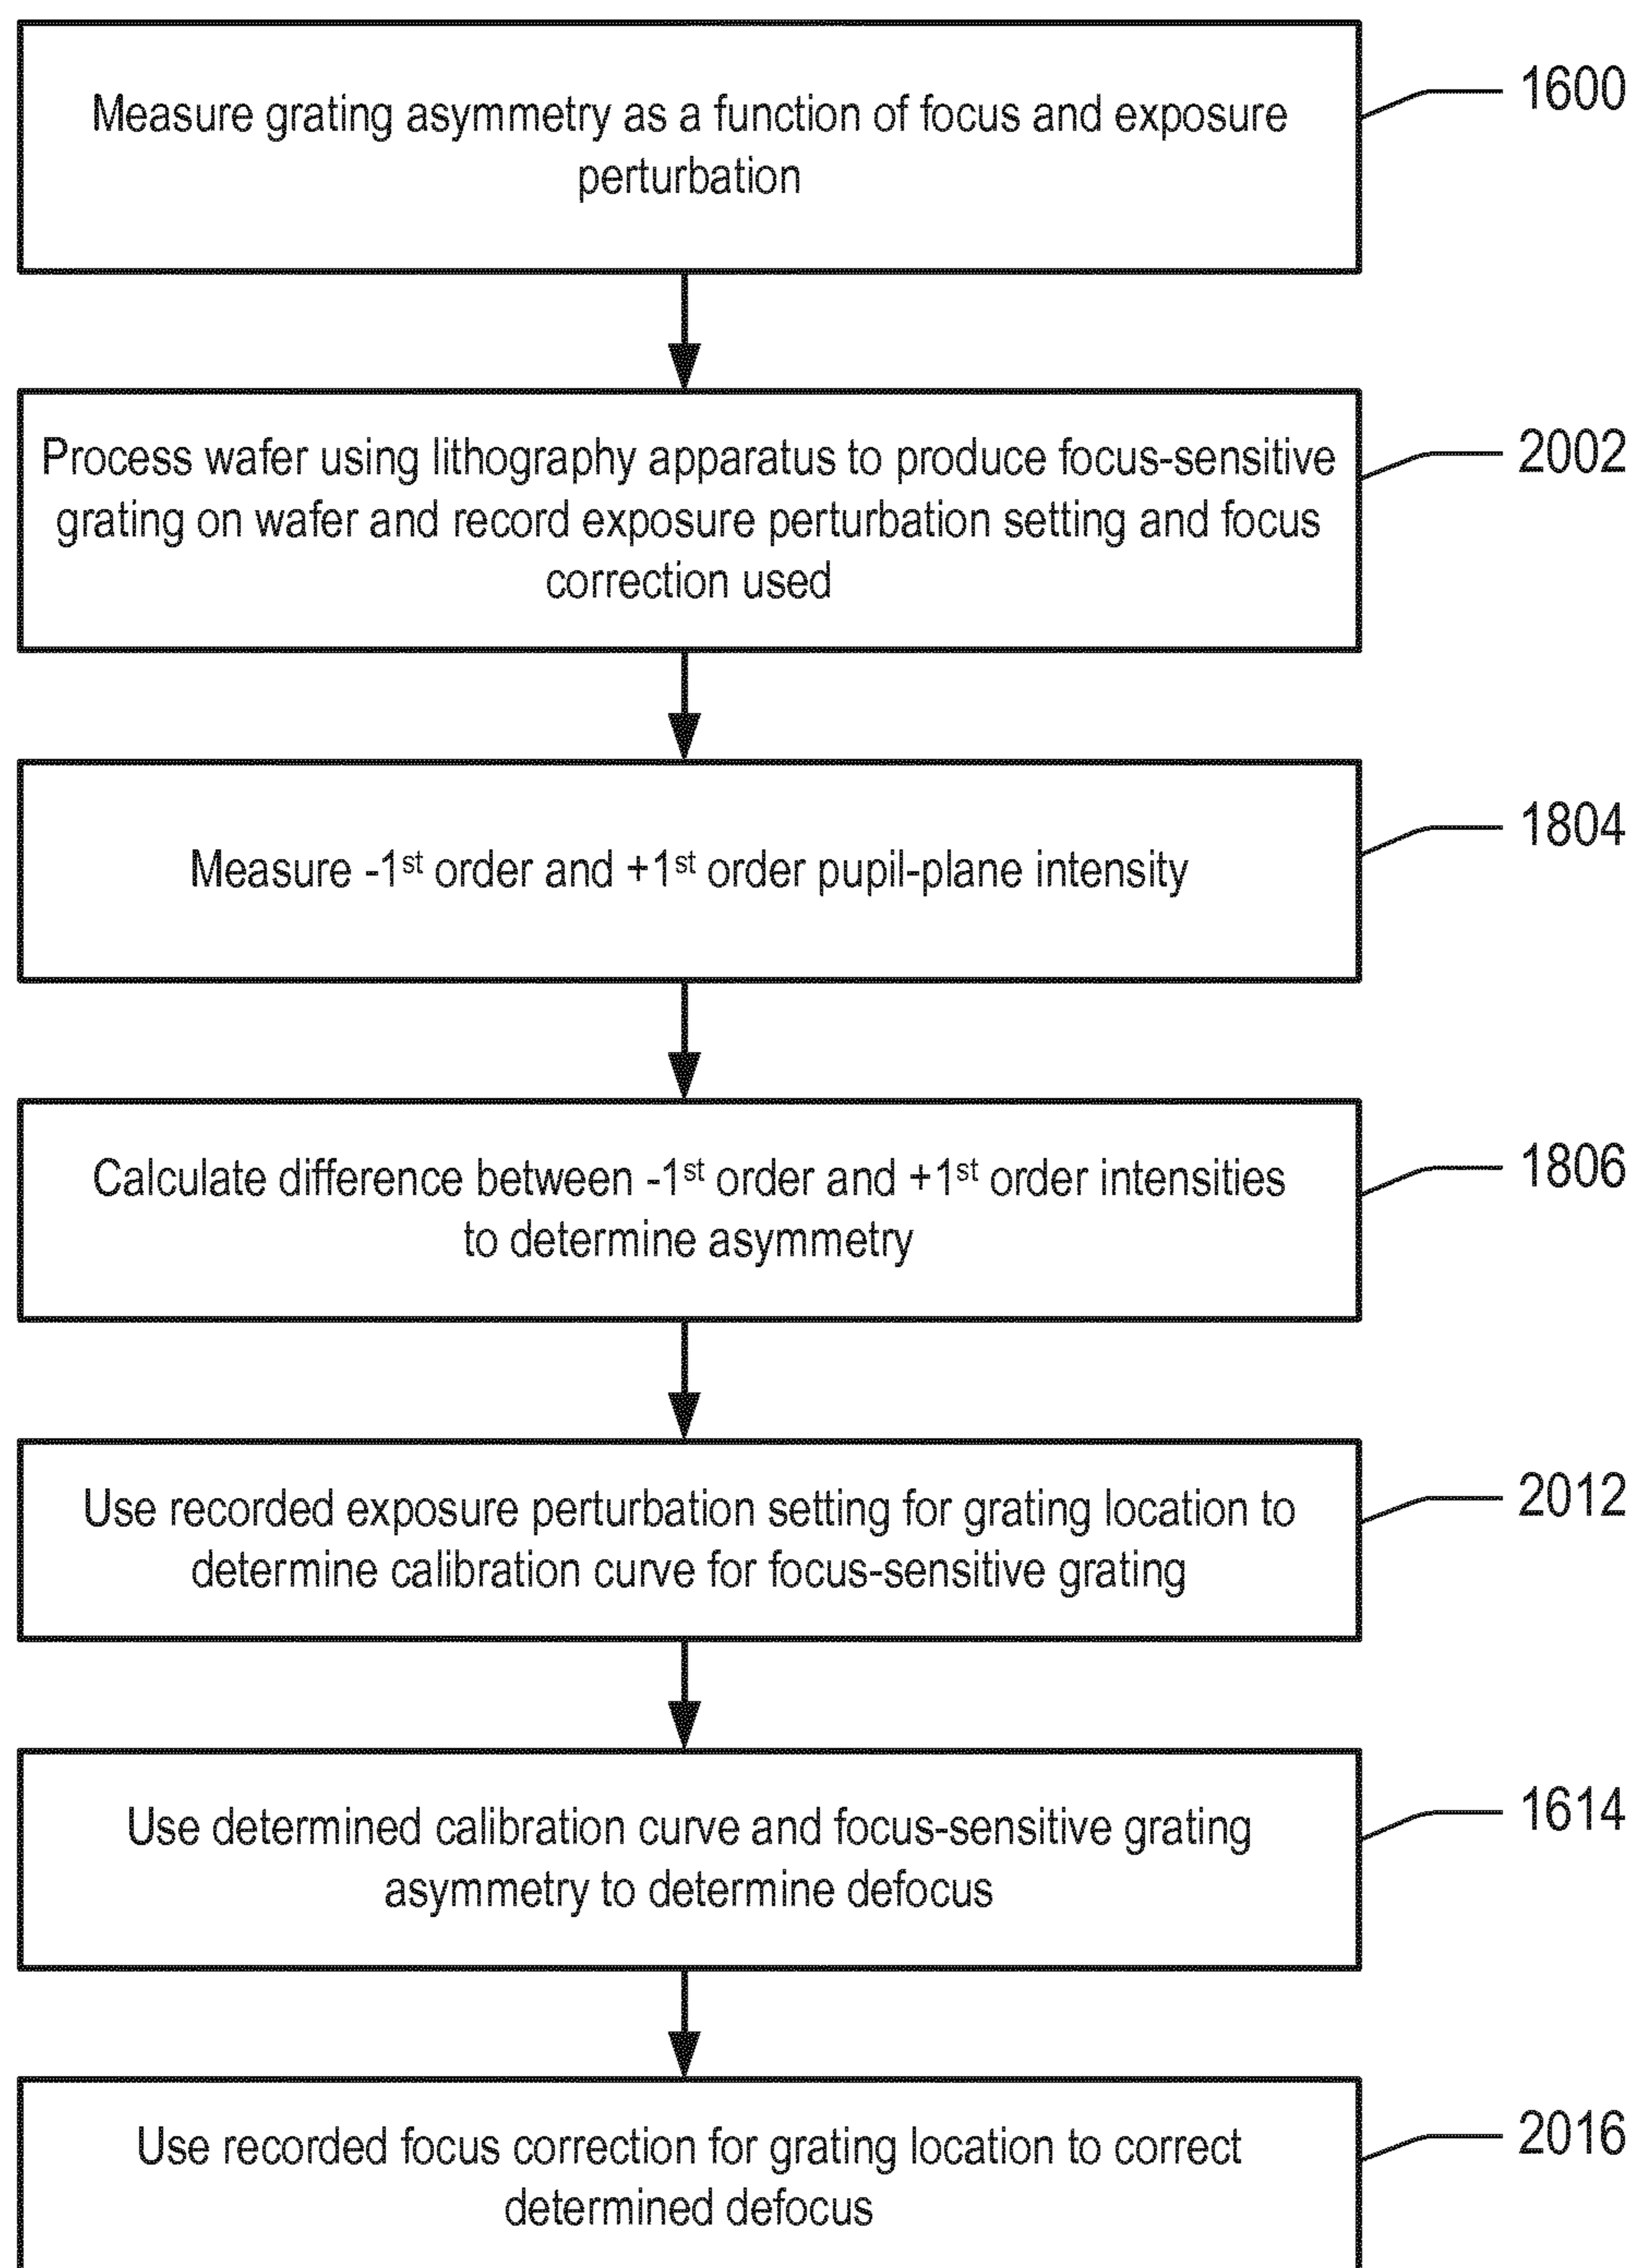 Measure grating asymmetry as a function of focus and exposure
perturbation
1600
Process wafer using lithography apparatus to produce focus-sensitive
grating on wafer and record exposure perturbation setting and focus
correction used
2002
Measure -1st order and +1st order pupil-plane intensity
1804
Calculate difference between -1st order and +1st order intensities
to determine asymmetry
1806
Use recorded exposure perturbation setting for grating location to
determine calibration curve for focus-sensitive grating
2012
Use determined calibration curve and focus-sensitive grating
asymmetry to determine defocus
1614
Use recorded focus correction for grating location to correct
determined defocus
2016